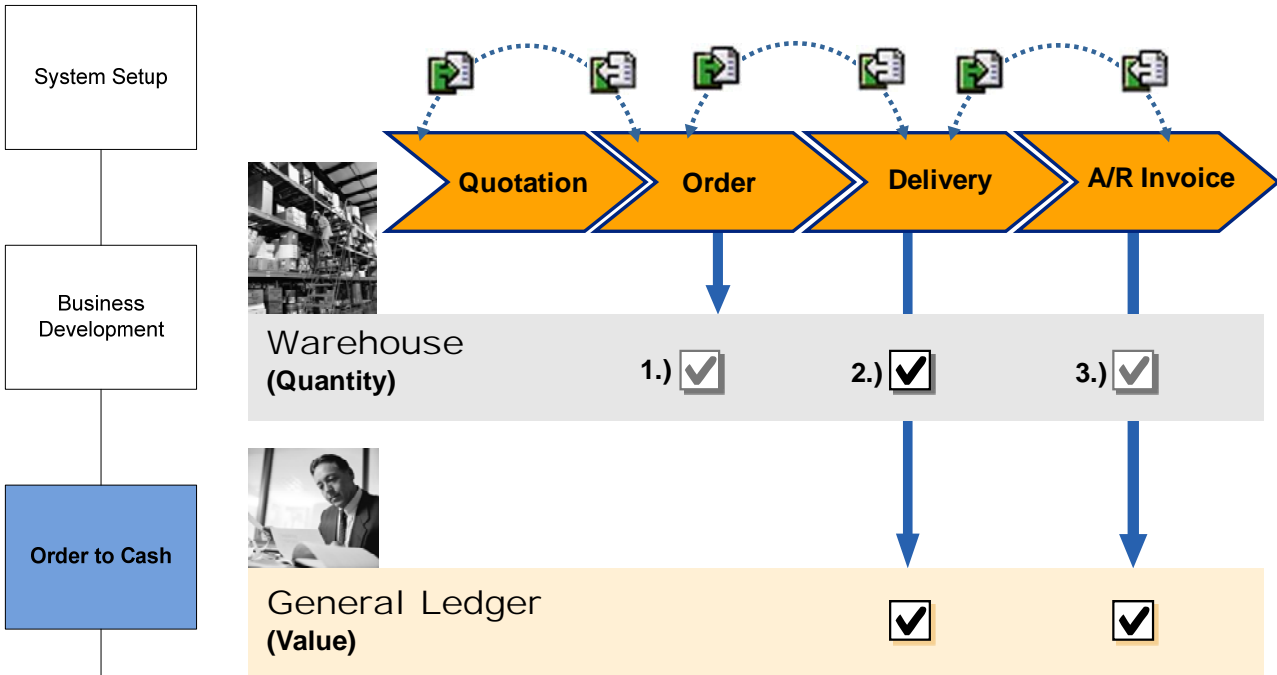 System Setup
Business
Development
Order to Cash
Quotation
Order
Delivery
A/R Invoice
Warehouse
(Quantity)
1.)
2.)
3.)
General Ledger
(Value)